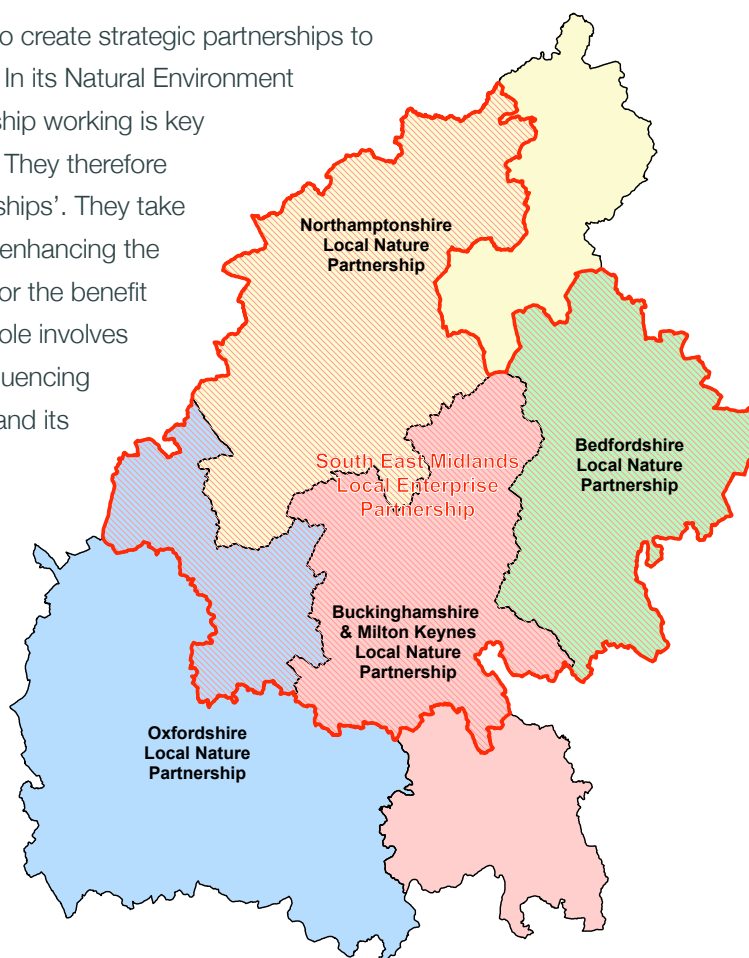 o create strategic partnerships to
In its Natural Environment
ship working is key
They therefore
ships’. They take
enhancing the
or the benefit
ole involves
uencing
and its
Northamptonshire
Local Nature
Partnership
Bedfordshire
Local Nature
Partnership
South East Midlands
Local Enterprise
Partnership
Buckinghamshire
& Milton Keynes
Local Nature
Partnership
Oxfordshire
Local Nature
Partnership